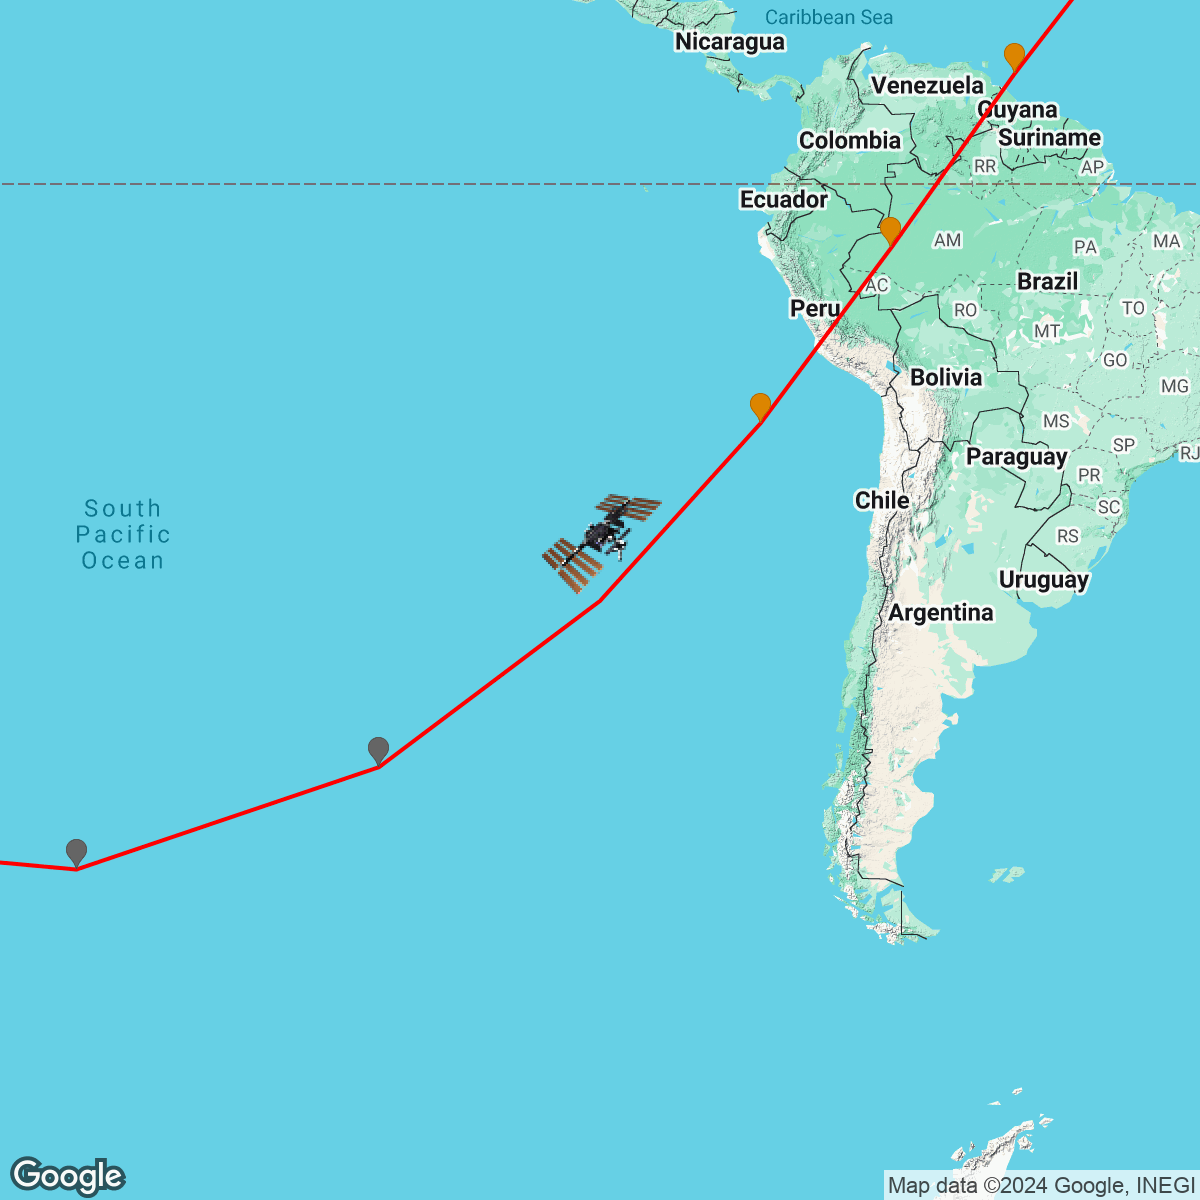 Caribbean Sea
Nicaragua
Venezuela
Guyana
Colombia
Suriname
RR
AP
Ecuador
AM
PA
MA
AC
Brazil
Peru
RO
TO
MT
GO
Bolivia
MG
MS
SP
Paraguay
RJ
PR
Chile
SC
South
Pacific
Ocean
RS
Uruguay
Argentina
Google
Map data ©2024 Google, INEGI